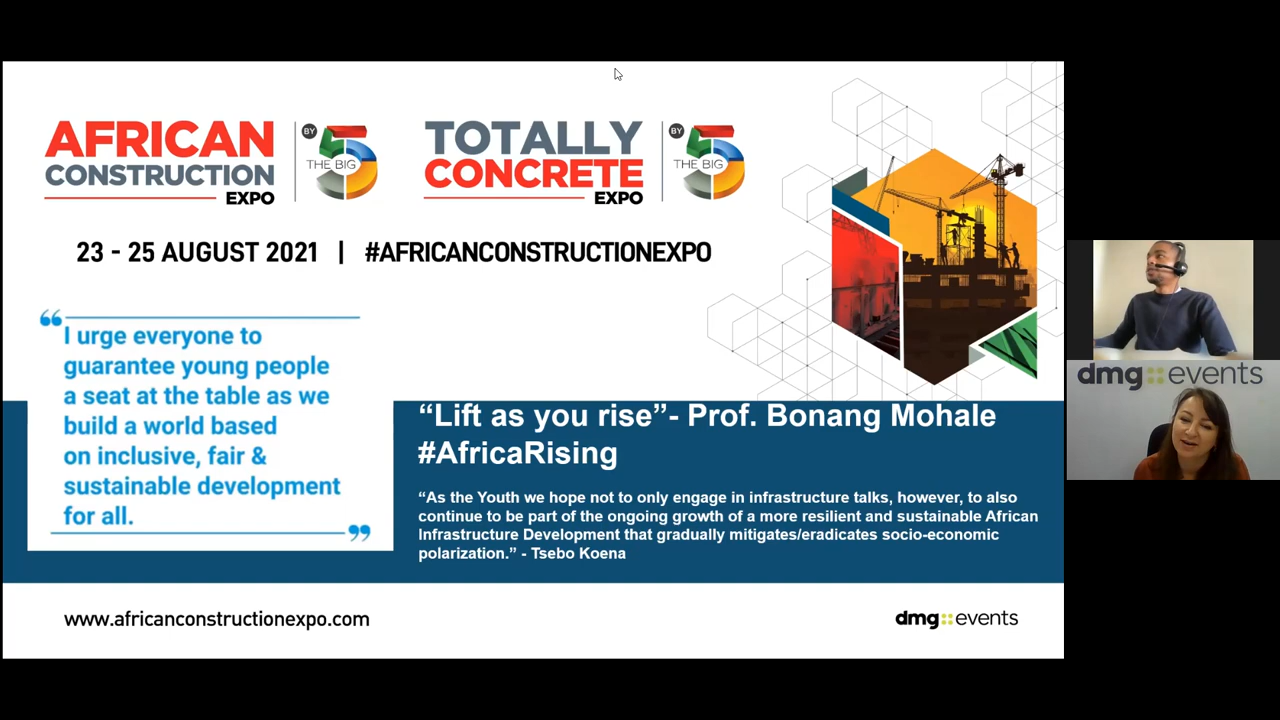 AFRICAN
CONSTRUCTION
EXPO
BY
THE BIG
5
TOTALLY
CONCRETE
EXPO
BY
THE BIG
5
23 - 25 AUGUST 2021 | #AFRICANCONSTRUCTIONEXPO
“I urge everyone to
guarantee young people
a seat at the table as we
build a world based
on inclusive, fair &
sustainable development
for all.”
“Lift as you rise”- Prof. Bonang Mohale
#AfricaRising
“As the Youth we hope not to only engage in infrastructure talks, however, to also
continue to be part of the ongoing growth of a more resilient and sustainable African
Infrastructure Development that gradually mitigates/eradicates socio-economic
polarization.” - Tsebo Koena
www.africanconstructionexpo.com
dmg::events
dmg::events